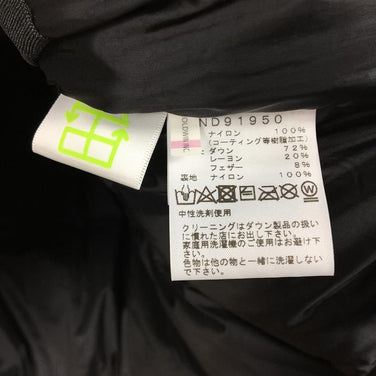 ND91950
GOLDWIN INC.
ナイロン 100%
(コーティング等樹脂加工)
ダウン 72%
レーヨン 20%
フェザー 8%
裏地 ナイロン 100%
中性洗剤使用
クリーニングはダウン製品の扱い
に慣れた店にお出し下さい。
家庭用洗濯機のご使用はお避け
下さい。
色物は他の物と一緒に洗濯しない
で下さい。